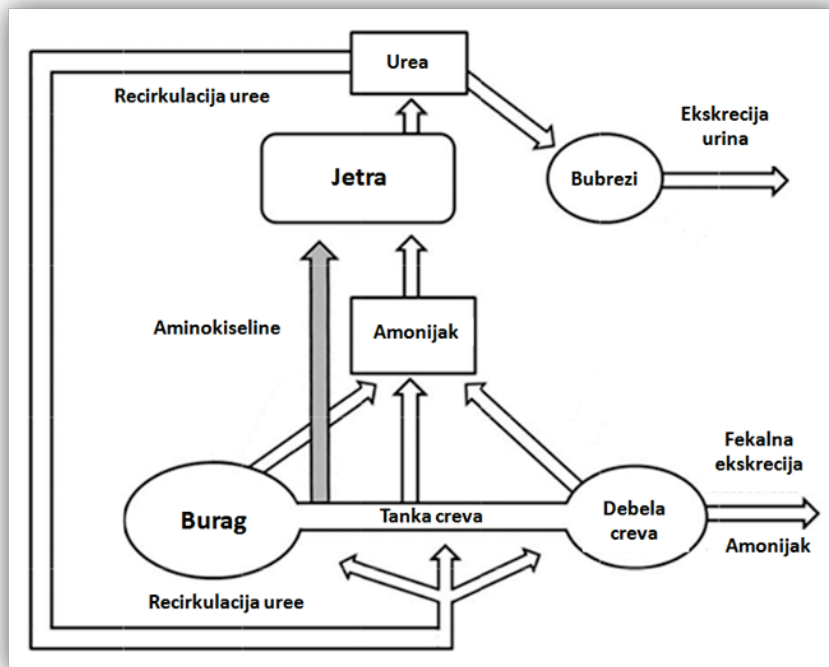 Urea
Recirkulacija uree
Ekskrecija
urina
Jetra
Bubrezi
Aminokiseline
Amonijak
Fekalna
ekskrecija
Burag
Tanka creva
Debela
creva
Amonijak
Recirkulacija uree